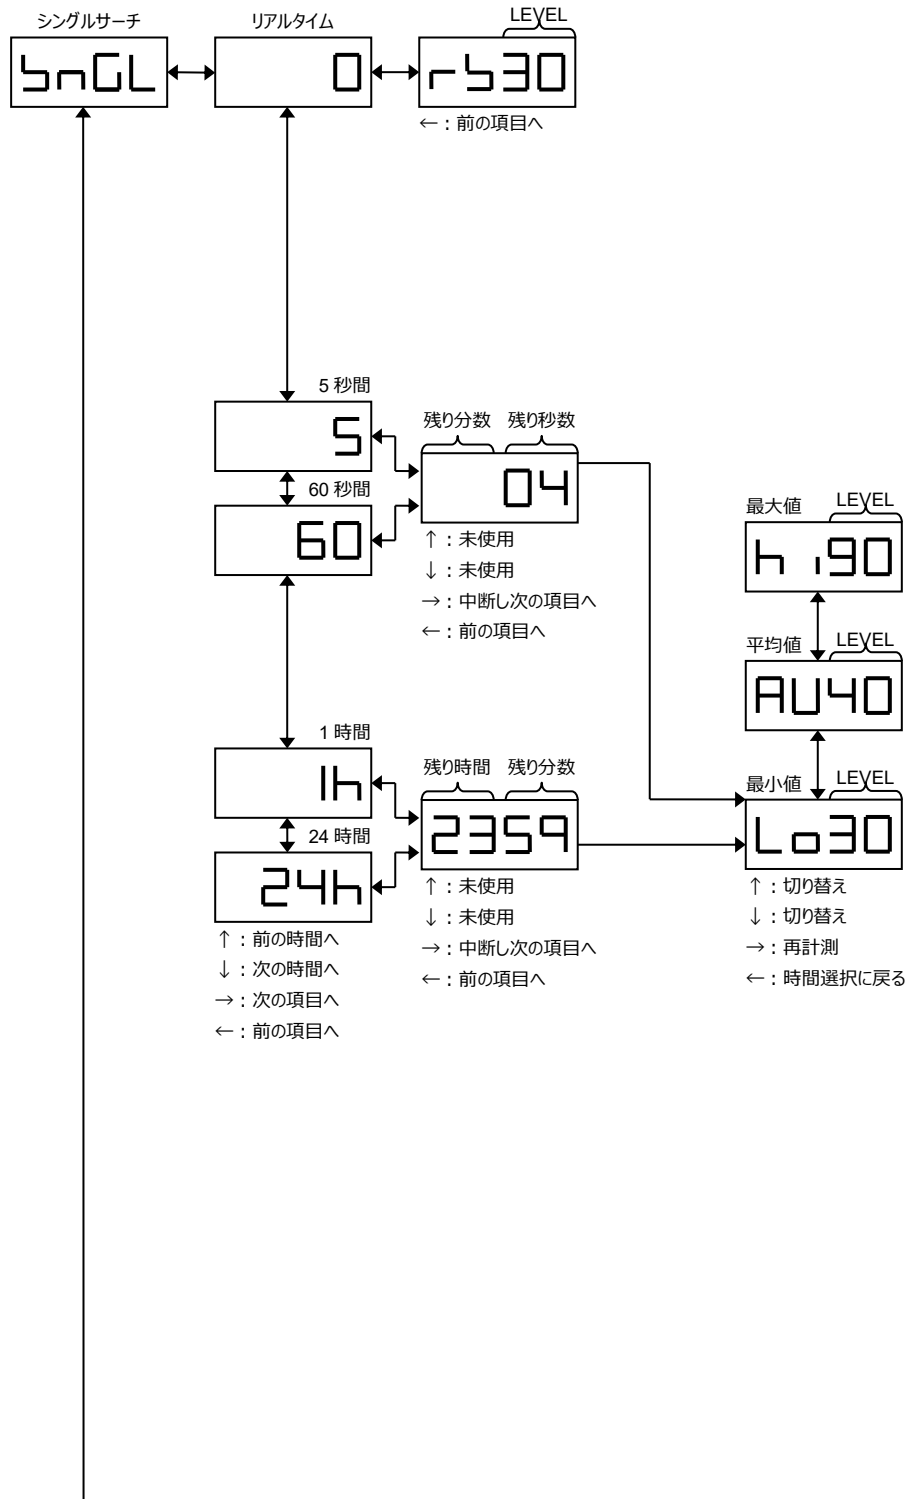 シングルサーチ
リアルタイム
LEVEL
SnGL
0
rS30
←：前の項目へ
5 秒間
5
60 秒間
60
残り分数
残り秒数
04
↑：未使用
↓：未使用
→：中断し次の項目へ
←：前の項目へ
最大値
LEVEL
hi90
平均値
LEVEL
AU40
1 時間
1h
24 時間
24h
↑：前の時間へ
↓：次の時間へ
→：次の項目へ
←：前の項目へ
残り時間
残り分数
2359
↑：未使用
↓：未使用
→：中断し次の項目へ
←：前の項目へ
最小値
LEVEL
Lo30
↑：切り替え
↓：切り替え
→：再計測
←：時間選択に戻る